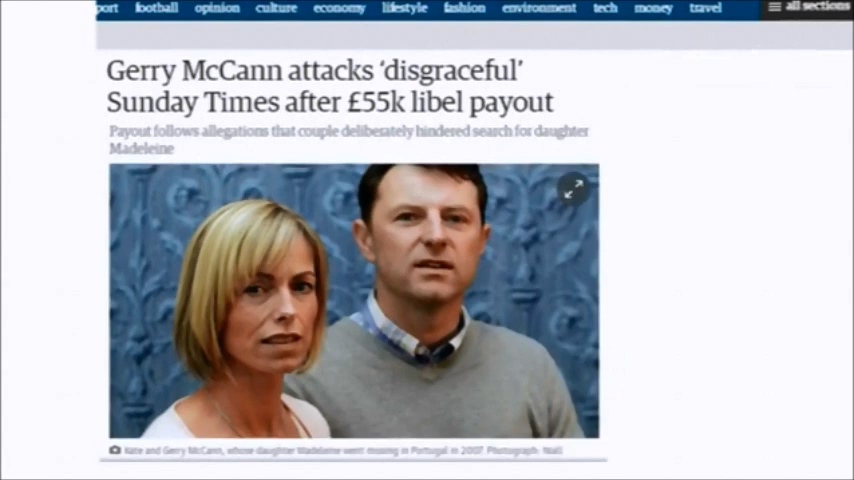 port football opinion culture economy lifestyle fashion environment tech money travel all sections
Gerry McCann attacks ‘disgraceful’
Sunday Times after £55k libel payout
Payout follows allegations that couple deliberately hindered search for daughter
Madeleine
Kate and Gerry McCann, whose daughter Madeleine went missing in Portugal in 2007. Photograph: